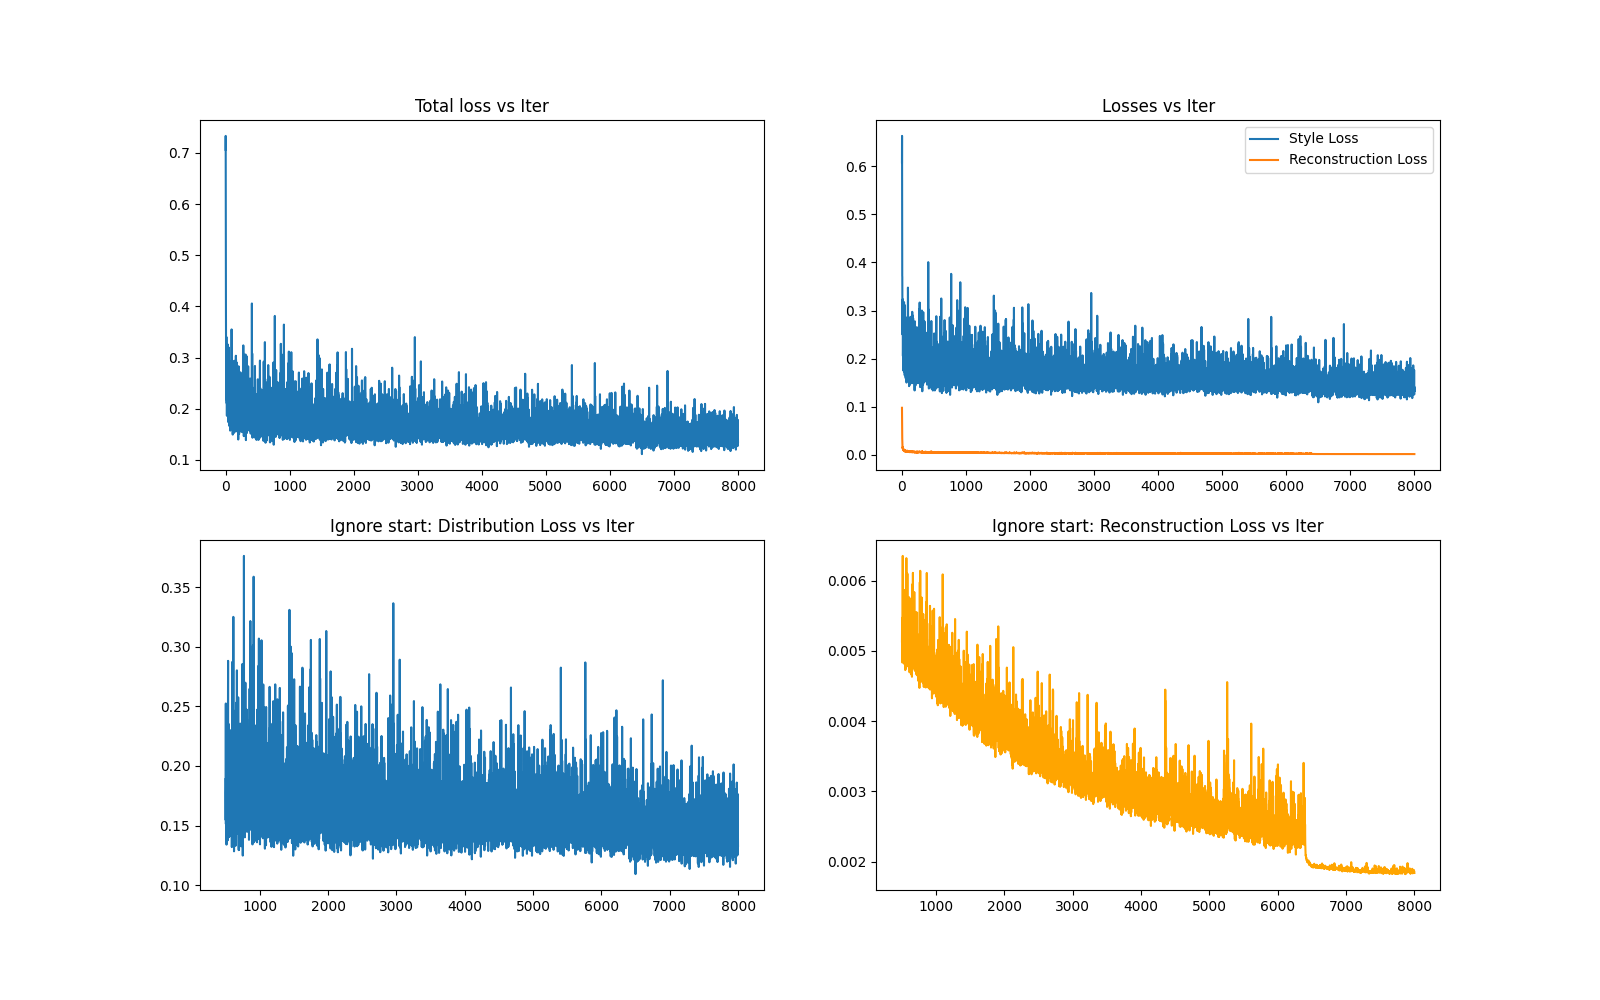 Total loss vs Iter
0.7
0.6
0.5
0.4
0.3
0.2
0.1
0 1000 2000 3000 4000 5000 6000 7000 8000
Losses vs Iter
Style Loss
Reconstruction Loss
0.6
0.5
0.4
0.3
0.2
0.1
0.0
0 1000 2000 3000 4000 5000 6000 7000 8000
Ignore start: Distribution Loss vs Iter
0.35
0.30
0.25
0.20
0.15
0.10
1000 2000 3000 4000 5000 6000 7000 8000
Ignore start: Reconstruction Loss vs Iter
0.006
0.005
0.004
0.003
0.002
1000 2000 3000 4000 5000 6000 7000 8000